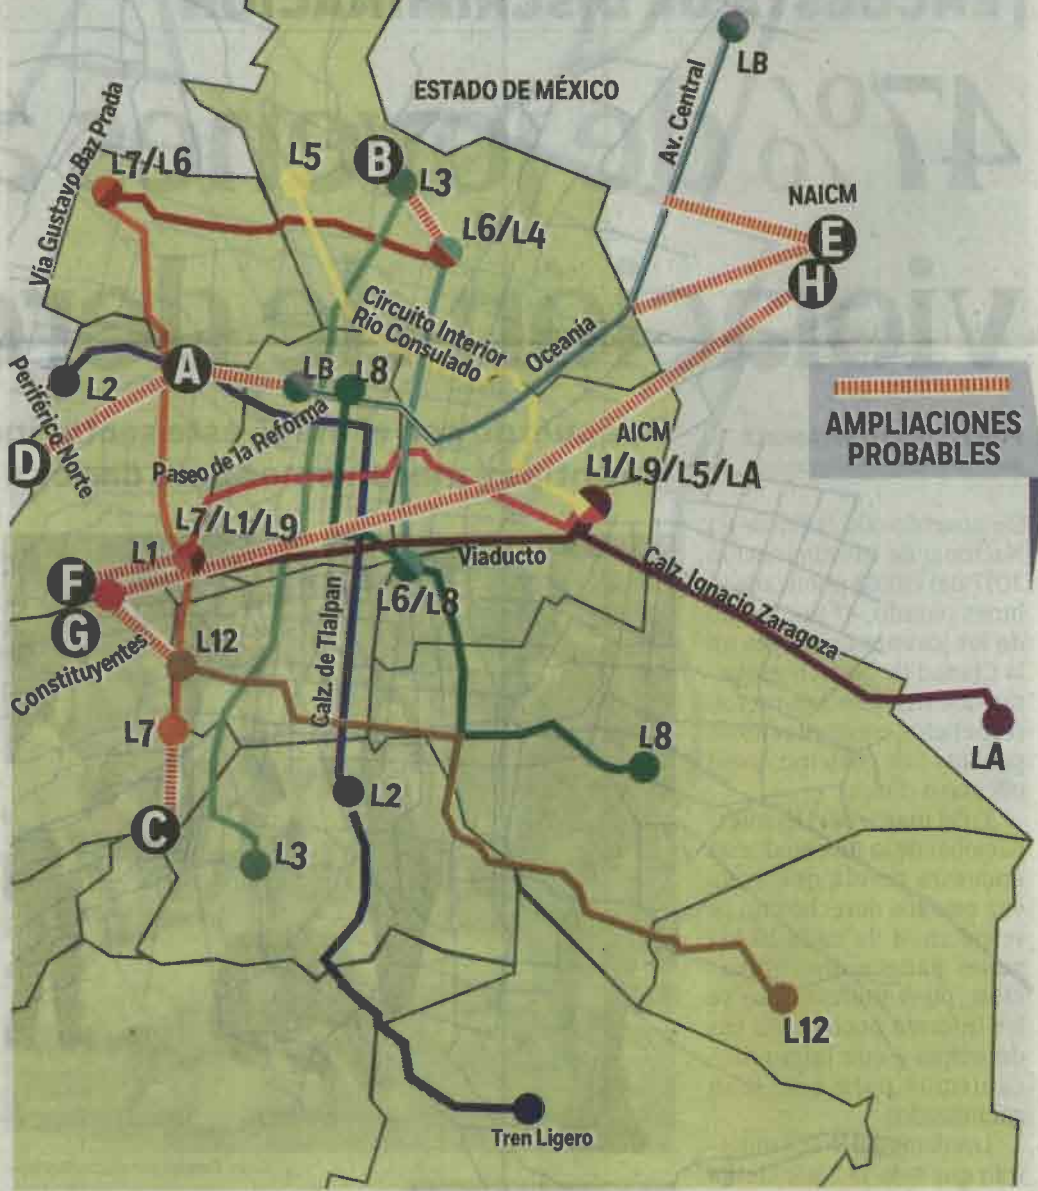 ESTADO DE MÉXICO
LB
Av. Central
Vía Gustavo Baz Prada
L7/L6
L5
B
L3
L6/L4
NAICM
E
H
Circuito Interior
Río Consulado
Oceanía
A
L2
LB
L8
Periférico Norte
D
Paseo de la Reforma
AMPLIACIONES
PROBABLES
AICM
L1/L9/L5/LA
L7/L1/L9
L1
F
G
Viaducto
Calz. Ignacio Zaragoza
L6/L8
Constituyentes
L12
Calz. de Tlalpan
L7
L8
LA
L2
C
L3
L12
Tren Ligero